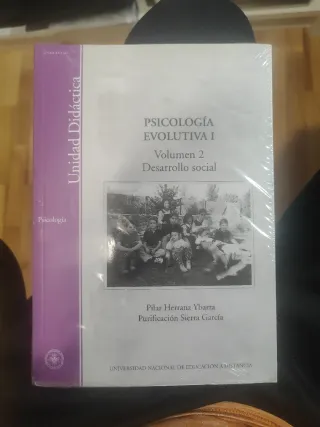 Unidad Didáctica
Psicología
PSICOLOGÍA
EVOLUTIVA I
Volumen 2
Desarrollo social
Pilar Herranz Ybarra
Purificación Sierra García
UNIVERSIDAD NACIONAL DE EDUCACIÓN A DISTANCIA